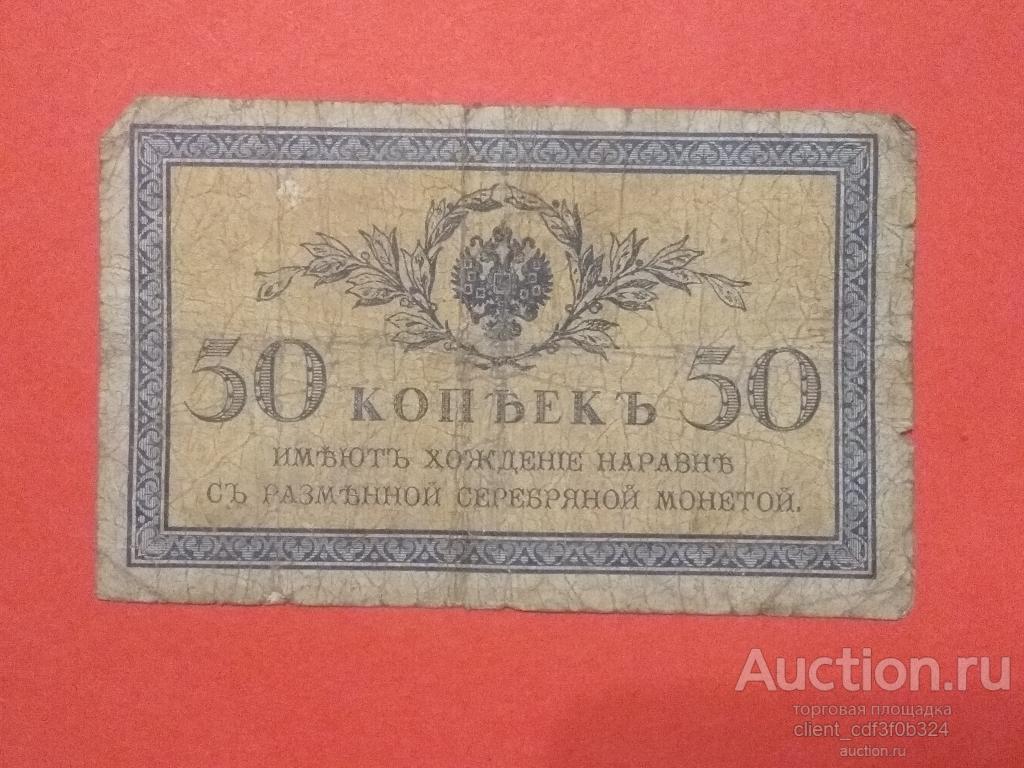 50 КОПѢЕКЪ 50
ИМѢЮТЪ ХОЖДЕНІЕ НАРАВНѢ
СЪ РАЗМѢННОЙ СЕРЕБРЯНОЙ МОНЕТОЙ.
Auction.ru
торговая площадка
client_cdf3f0b324
auction.ru